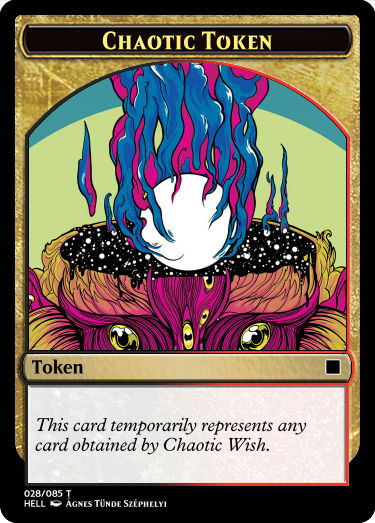 Chaotic Token
Token
This card temporarily represents any
card obtained by Chaotic Wish.
028/085 T
HELL Ágnes Tünde Széphelyi